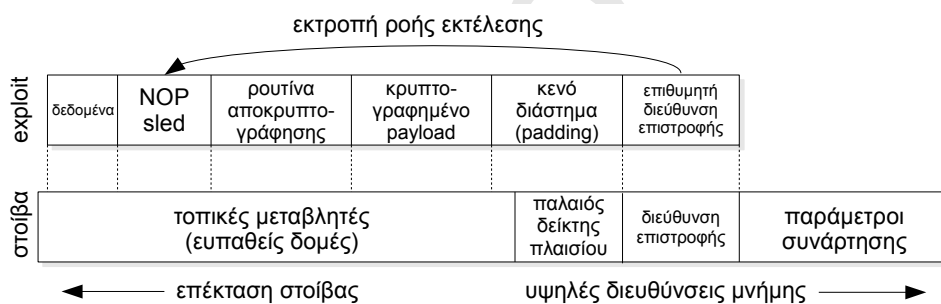 εκτροπή ροής εκτέλεσης
exploit
δεδομένα
NOP
sled
ρουτίνα
αποκρυπτο-
γράφησης
κρυπτο-
γραφημένο
payload
κενό
διάστημα
(padding)
επιθυμητή
διεύθυνση
επιστροφής
στοίβα
τοπικές μεταβλητές
(ευπαθείς δομές)
παλαιός
δείκτης
πλαισίου
διεύθυνση
επιστροφής
παράμετροι
συνάρτησης
επέκταση στοίβας
υψηλές διευθύνσεις μνήμης